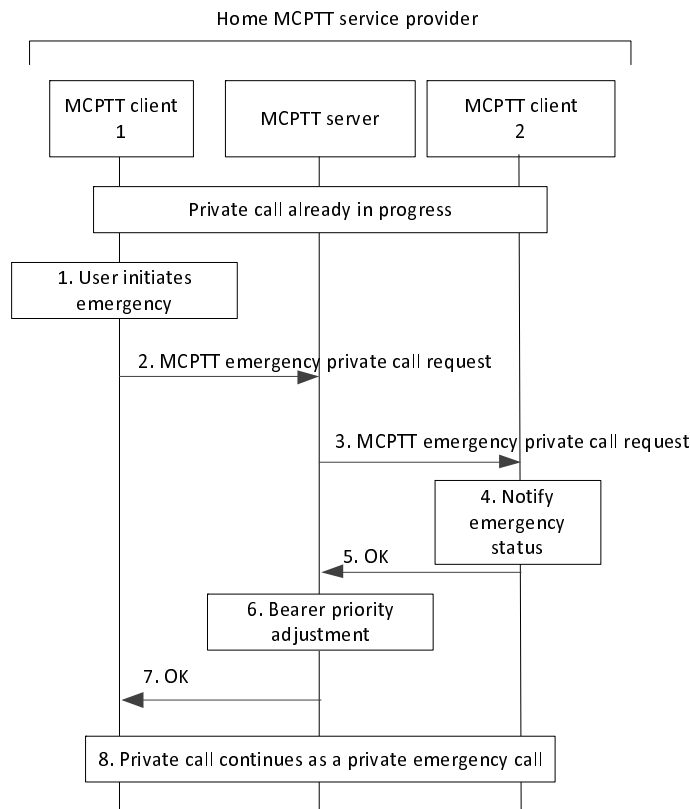 Home MCPTT service provider
MCPTT client
1
MCPTT server
MCPTT client
2
Private call already in progress
1. User initiates
emergency
2. MCPTT emergency private call request
3. MCPTT emergency private call request
4. Notify
emergency
status
5. OK
6. Bearer priority
adjustment
7. OK
8. Private call continues as a private emergency call